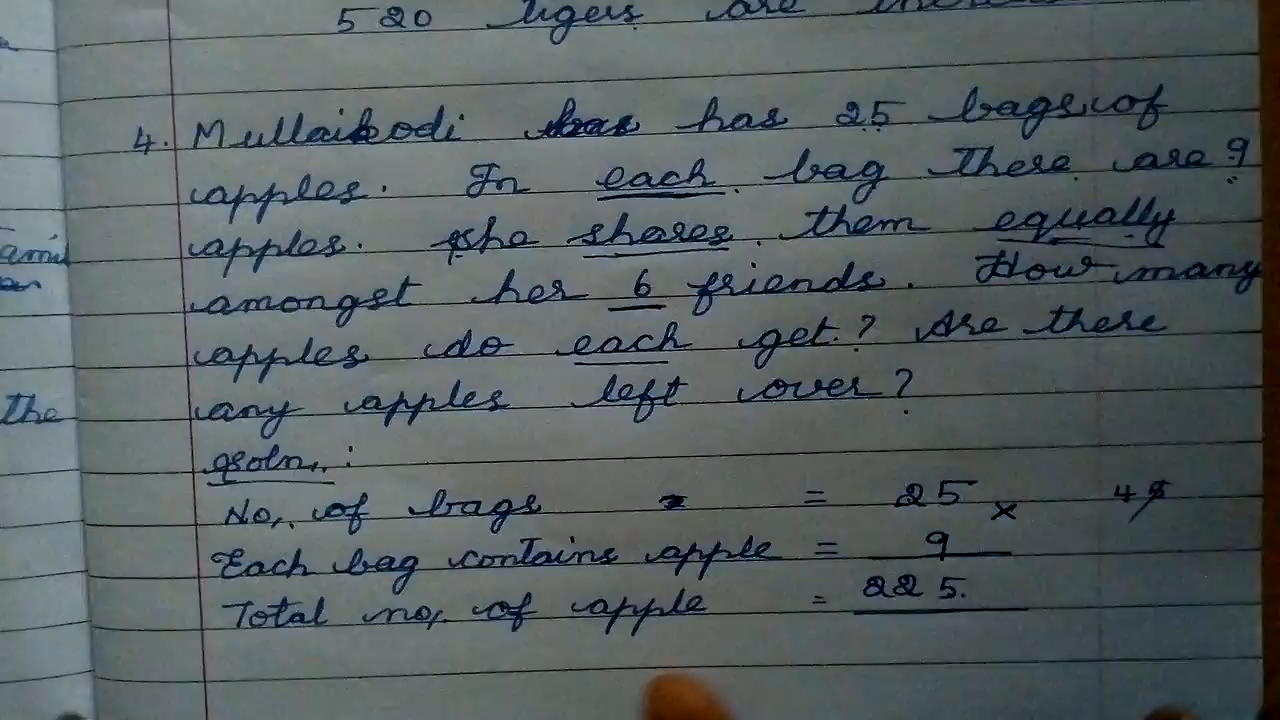 520 tigers are
4. Mullaikodi has 25 bags of
apples. In each bag there are 9
apples. She shares them equally
amongst her 6 friends. How many
apples do each get? Are there
any apples left over?
Soln :
No. of bags = 25 × 45
Each bag contains apple = 9
Total no. of apple = 225.
the